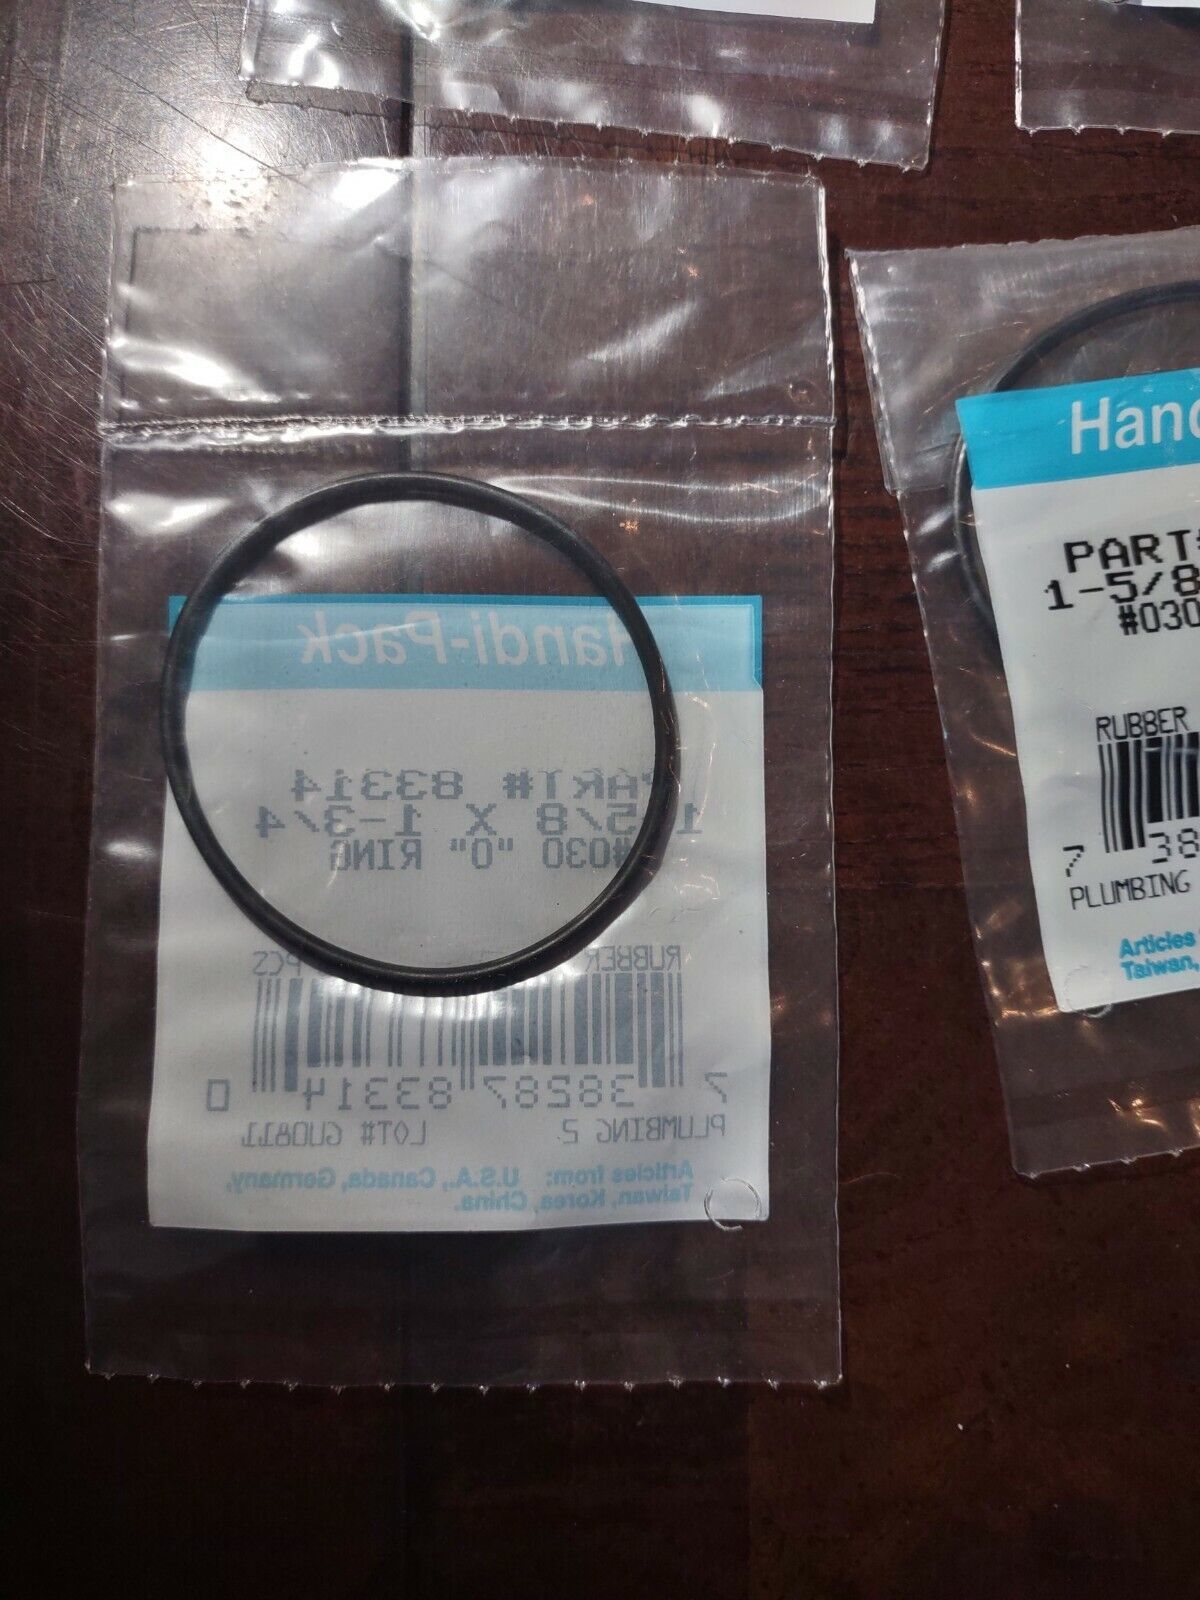 Handi-Pack
PART# 83314
1-5/8 X 1-3/4
#030 "O" RING
RUBBER PCS
7 38287 83314 0
PLUMBING 2 LOT# GU0811
Articles from: U.S.A., Canada, Germany,
Taiwan, Korea, China.
Hand
PART#
1-5/8
#030
RUBBER
7 38
PLUMBING
Articles
Taiwan,